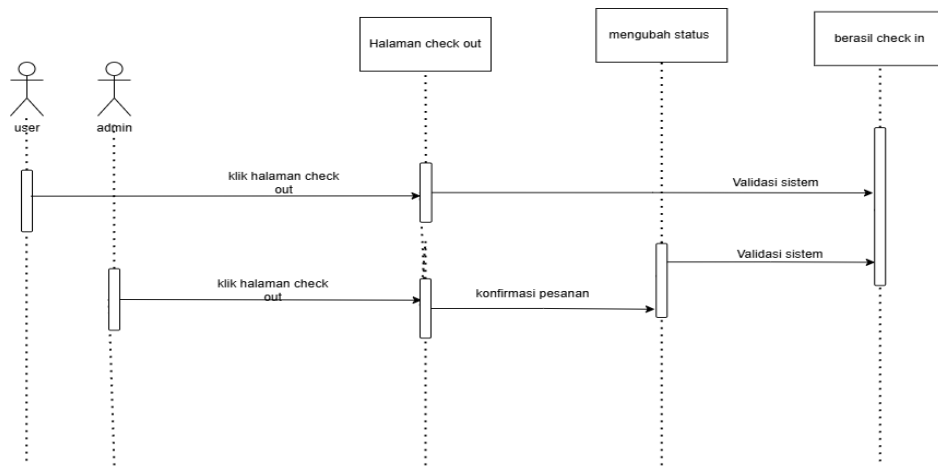 Halaman check out
mengubah status
berasil check in
user
admin
klik halaman check
out
Validasi sistem
Validasi sistem
klik halaman check
out
konfirmasi pesanan